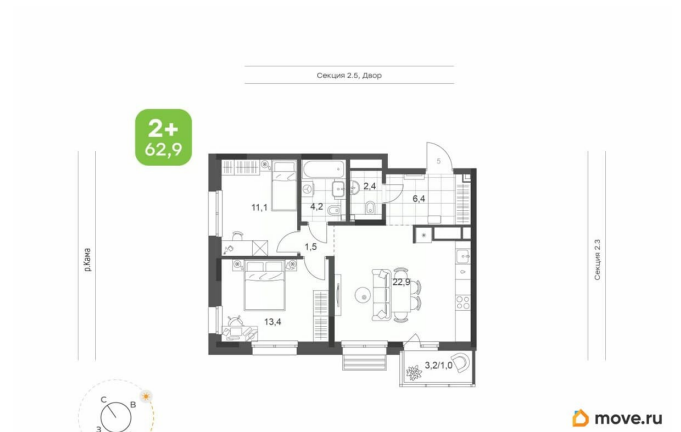 Секция 2.5, Двор
2+
62,9
11,1
4,2
2,4
6,4
1,5
22,9
13,4
3,2/1,0
р.Кама
Секция 2.3
С
В
З
move.ru